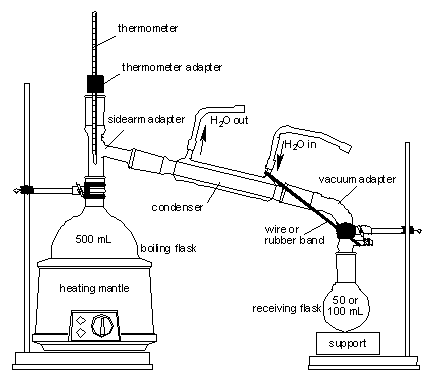 thermometer
thermometer adapter
sidearm adapter
H2O out
H2O in
vacuum adapter
condenser
wire or
rubber band
500 mL
boiling flask
heating mantle
receiving flask
50 or
100 mL
support